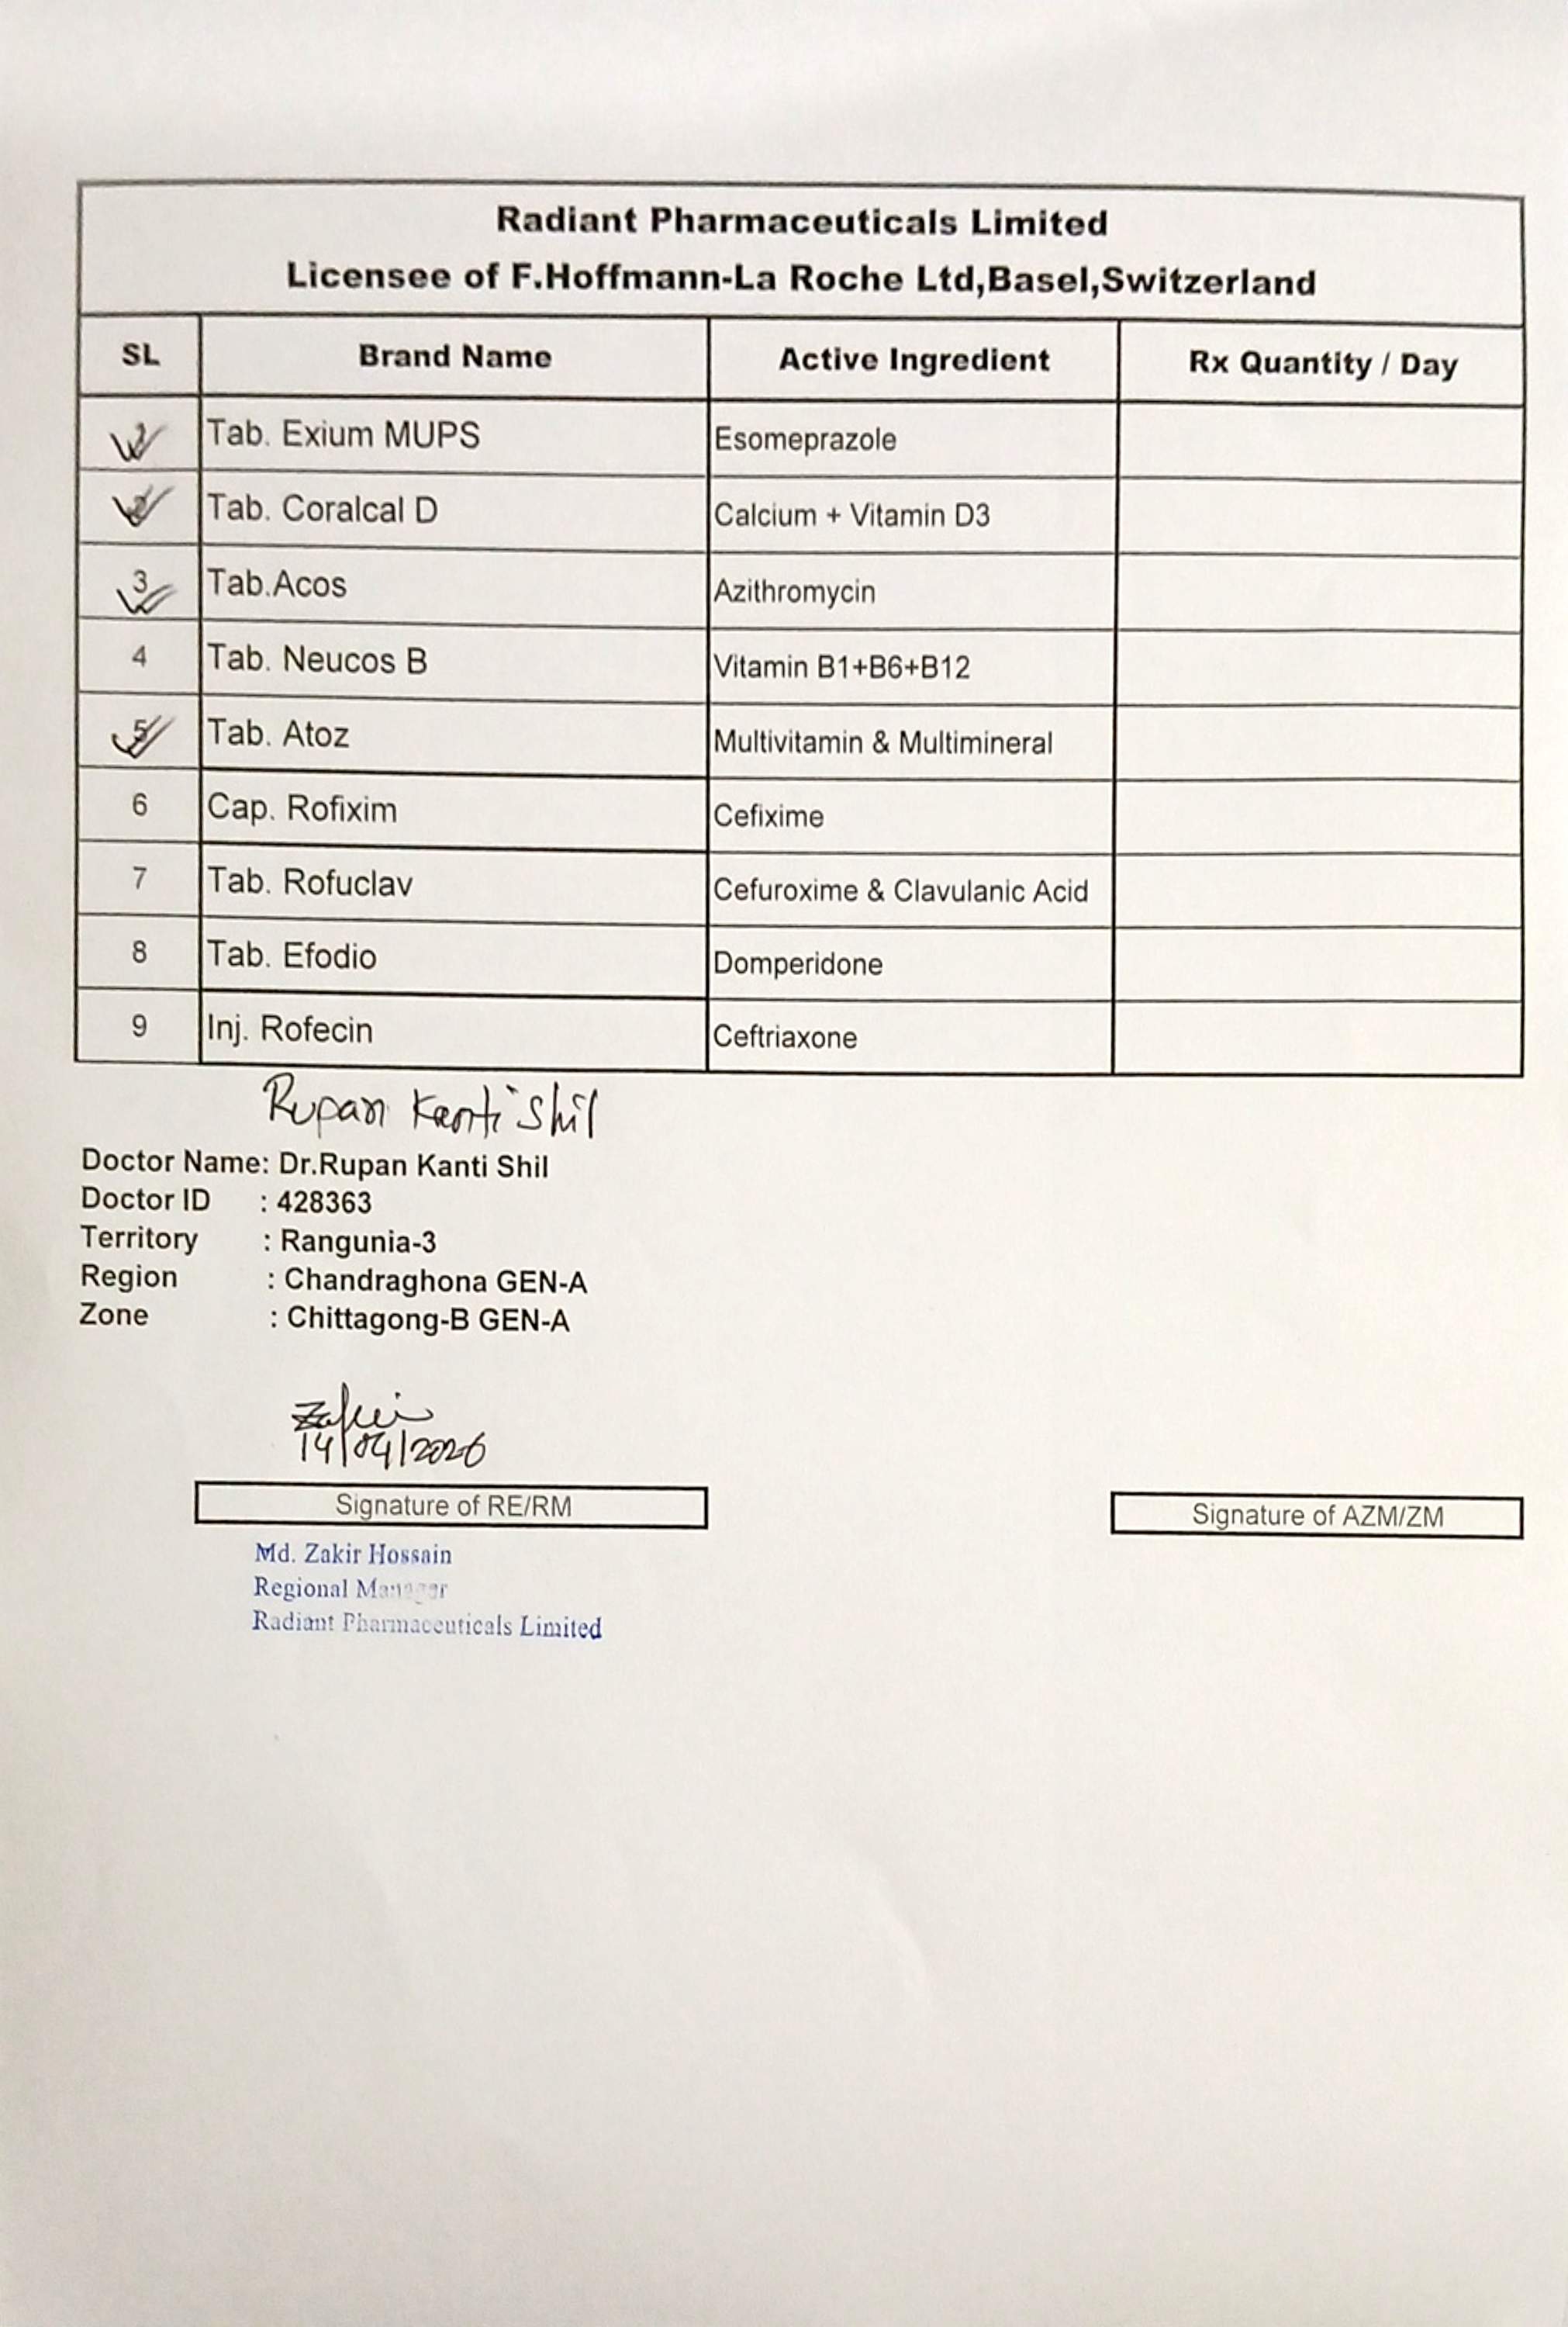 Radiant Pharmaceuticals Limited
Licensee of F.Hoffmann-La Roche Ltd,Basel,Switzerland
SL Brand Name Active Ingredient Rx Quantity / Day
1 Tab. Exium MUPS Esomeprazole
2 Tab. Coralcal D Calcium + Vitamin D3
3 Tab.Acos Azithromycin
4 Tab. Neucos B Vitamin B1+B6+B12
5 Tab. Atoz Multivitamin & Multimineral
6 Cap. Rofixim Cefixime
7 Tab. Rofuclav Cefuroxime & Clavulanic Acid
8 Tab. Efodio Domperidone
9 Inj. Rofecin Ceftriaxone
Rupan Kanti Shil
Doctor Name: Dr.Rupan Kanti Shil
Doctor ID : 428363
Territory : Rangunia-3
Region : Chandraghona GEN-A
Zone : Chittagong-B GEN-A
Zakir
14/04/2026
Signature of RE/RM Signature of AZM/ZM
Md. Zakir Hossain
Regional Manager
Radiant Pharmaceuticals Limited